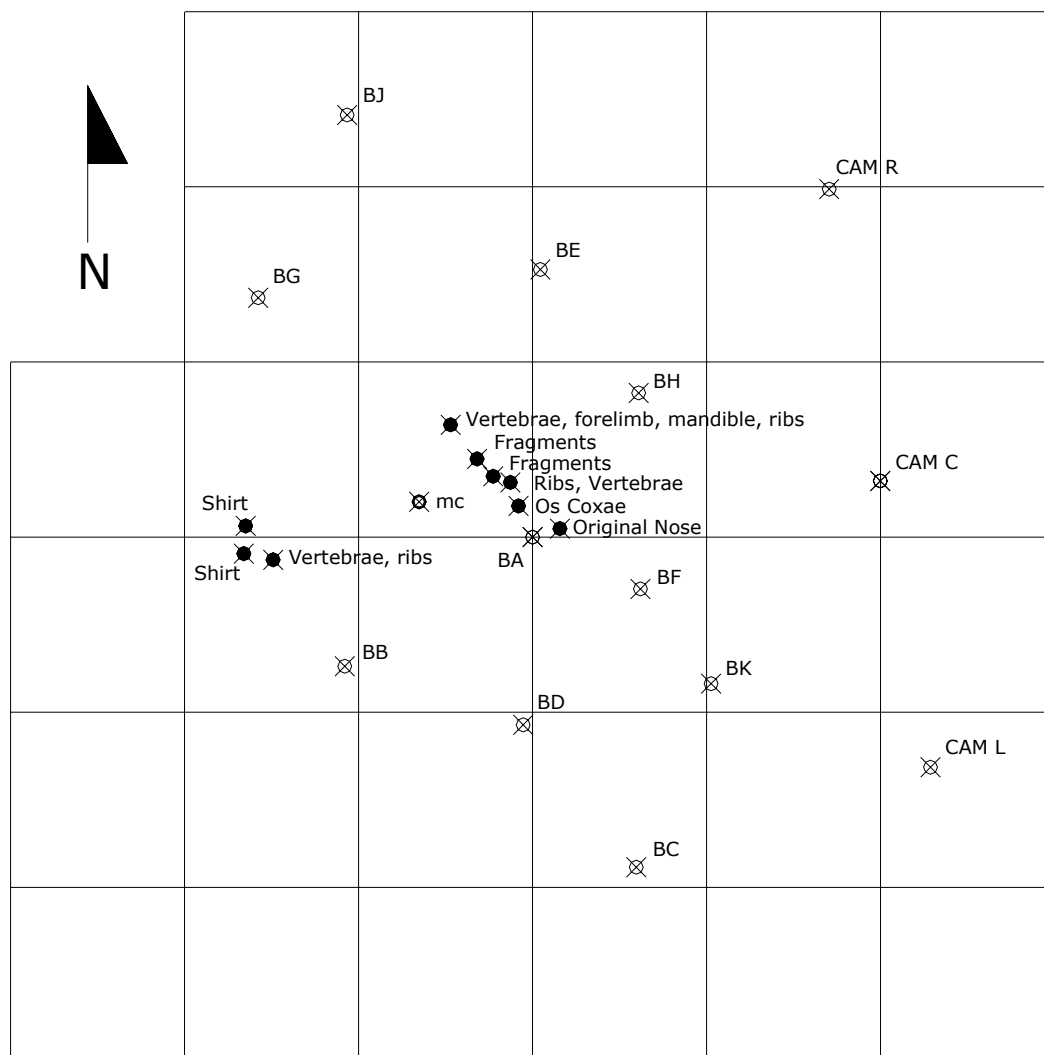 BJ
CAM R
BE
N
BG
BH
Vertebrae, forelimb, mandible, ribs
Fragments
Fragments
CAM C
Ribs, Vertebrae
Shirt
mc
Os Coxae
Original Nose
BA
Vertebrae, ribs
Shirt
BF
BB
BK
BD
CAM L
BC